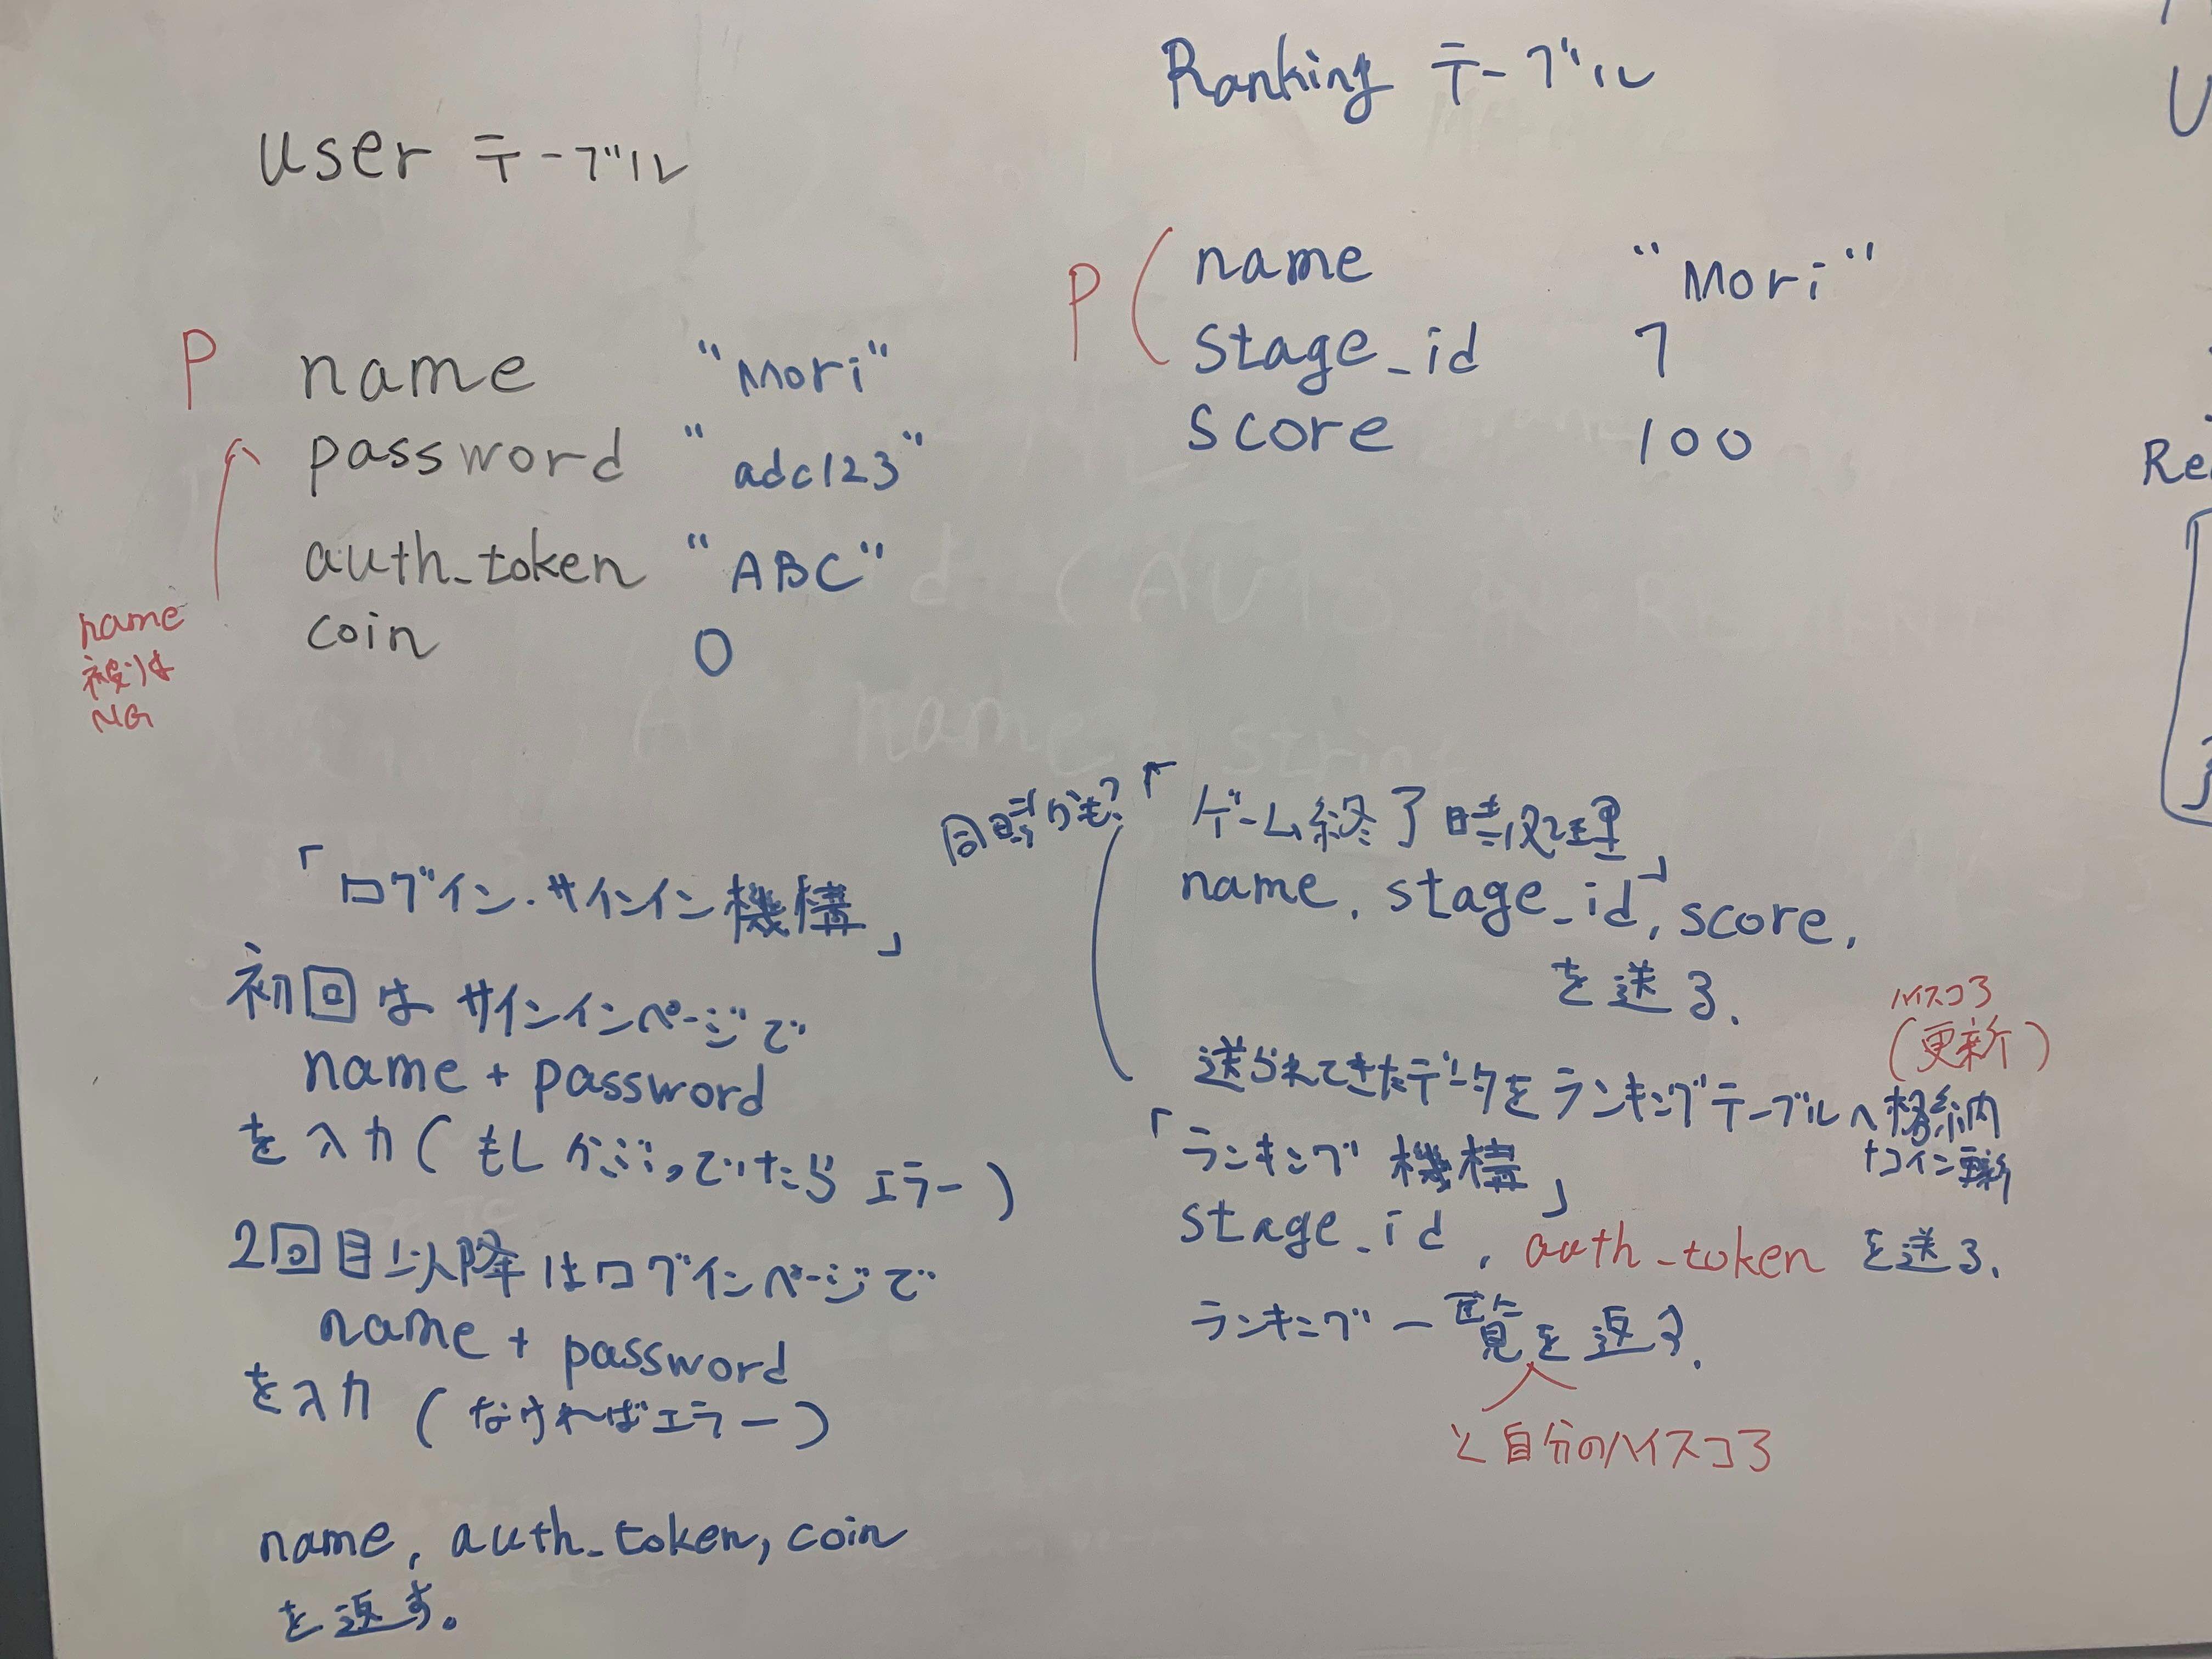 user テーブル
P name "Mori"
password "adc123"
auth_token "ABC"
coin 0
name
被りは
NG
Ranking テーブル
P ( name "Mori"
stage_id 7
score 100
「ログイン・サインイン機構」
初回は サインインページで
name + password
を入力 (もしかぶっていたら エラー)
2回目以降はログインページで
name + password
を入力 (なければエラー)
name, auth_token, coin
を返す。
同時かも?
「ゲーム終了時処理」
name, stage_id, score,
を送る.
ハイスコア
(更新)
送られてきたデータをランキングテーブルへ格納
+コイン更新
「ランキング 機構」
stage_id, auth_token を送る.
ランキング一覧を返る.
と自分のハイスコア
U
Re